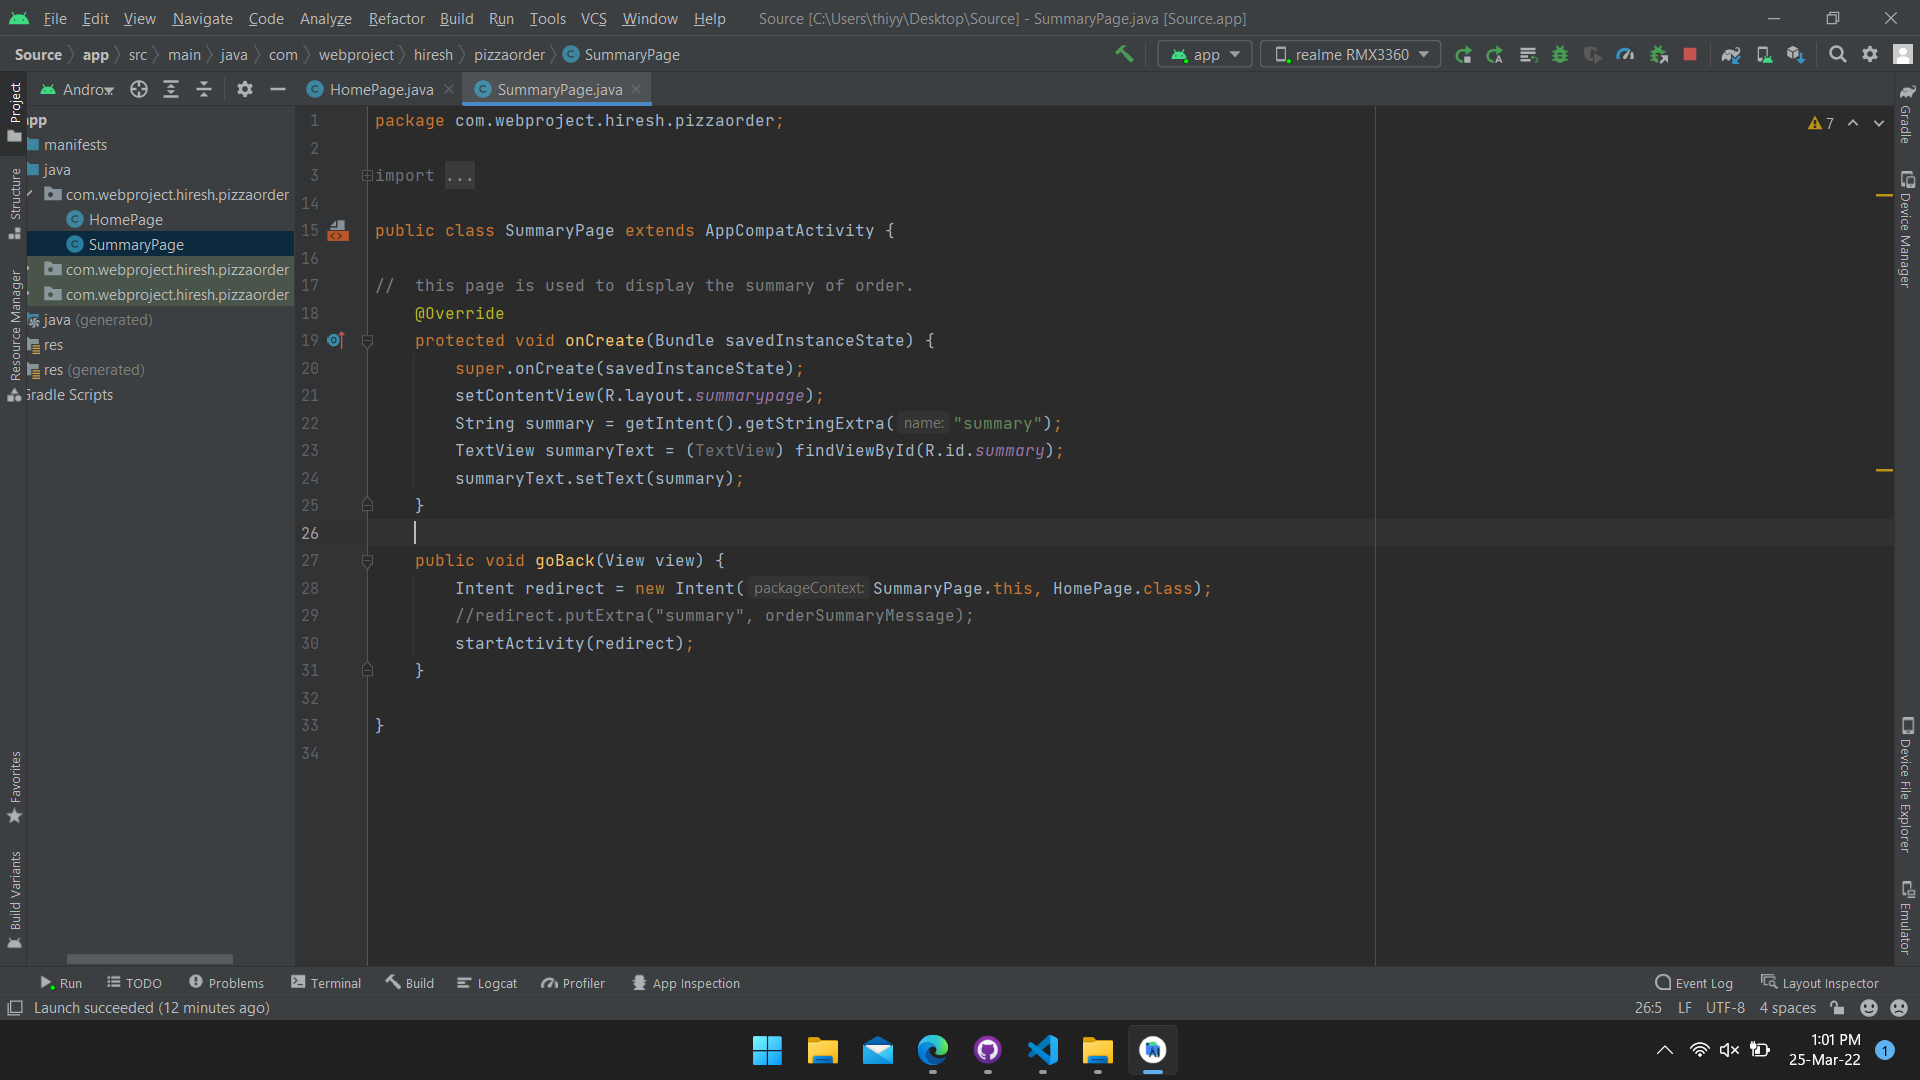 File Edit View Navigate Code Analyze Refactor Build Run Tools VCS Window Help Source [C:\Users\thiyy\Desktop\Source] - SummaryPage.java [Source.app]
Source app src main java com webproject hiresh pizzaorder SummaryPage app realme RMX3360
Andro... HomePage.java SummaryPage.java
Project
Structure
Resource Manager
Favorites
Build Variants
app
manifests
java
com.webproject.hiresh.pizzaorder
HomePage
SummaryPage
com.webproject.hiresh.pizzaorder
com.webproject.hiresh.pizzaorder
java (generated)
res
res (generated)
Gradle Scripts
1 package com.webproject.hiresh.pizzaorder; 7
2
3 import ...
14
15 public class SummaryPage extends AppCompatActivity {
16
17 //  this page is used to display the summary of order.
18 @Override
19 protected void onCreate(Bundle savedInstanceState) {
20 super.onCreate(savedInstanceState);
21 setContentView(R.layout.summarypage);
22 String summary = getIntent().getStringExtra( name: "summary");
23 TextView summaryText = (TextView) findViewById(R.id.summary);
24 summaryText.setText(summary);
25 }
26
27 public void goBack(View view) {
28 Intent redirect = new Intent( packageContext: SummaryPage.this, HomePage.class);
29 //redirect.putExtra("summary", orderSummaryMessage);
30 startActivity(redirect);
31 }
32
33 }
34
Gradle
Device Manager
Device File Explorer
Emulator
Run TODO Problems Terminal Build Logcat Profiler App Inspection Event Log Layout Inspector
Launch succeeded (12 minutes ago) 26:5 LF UTF-8 4 spaces
1:01 PM
25-Mar-22 1